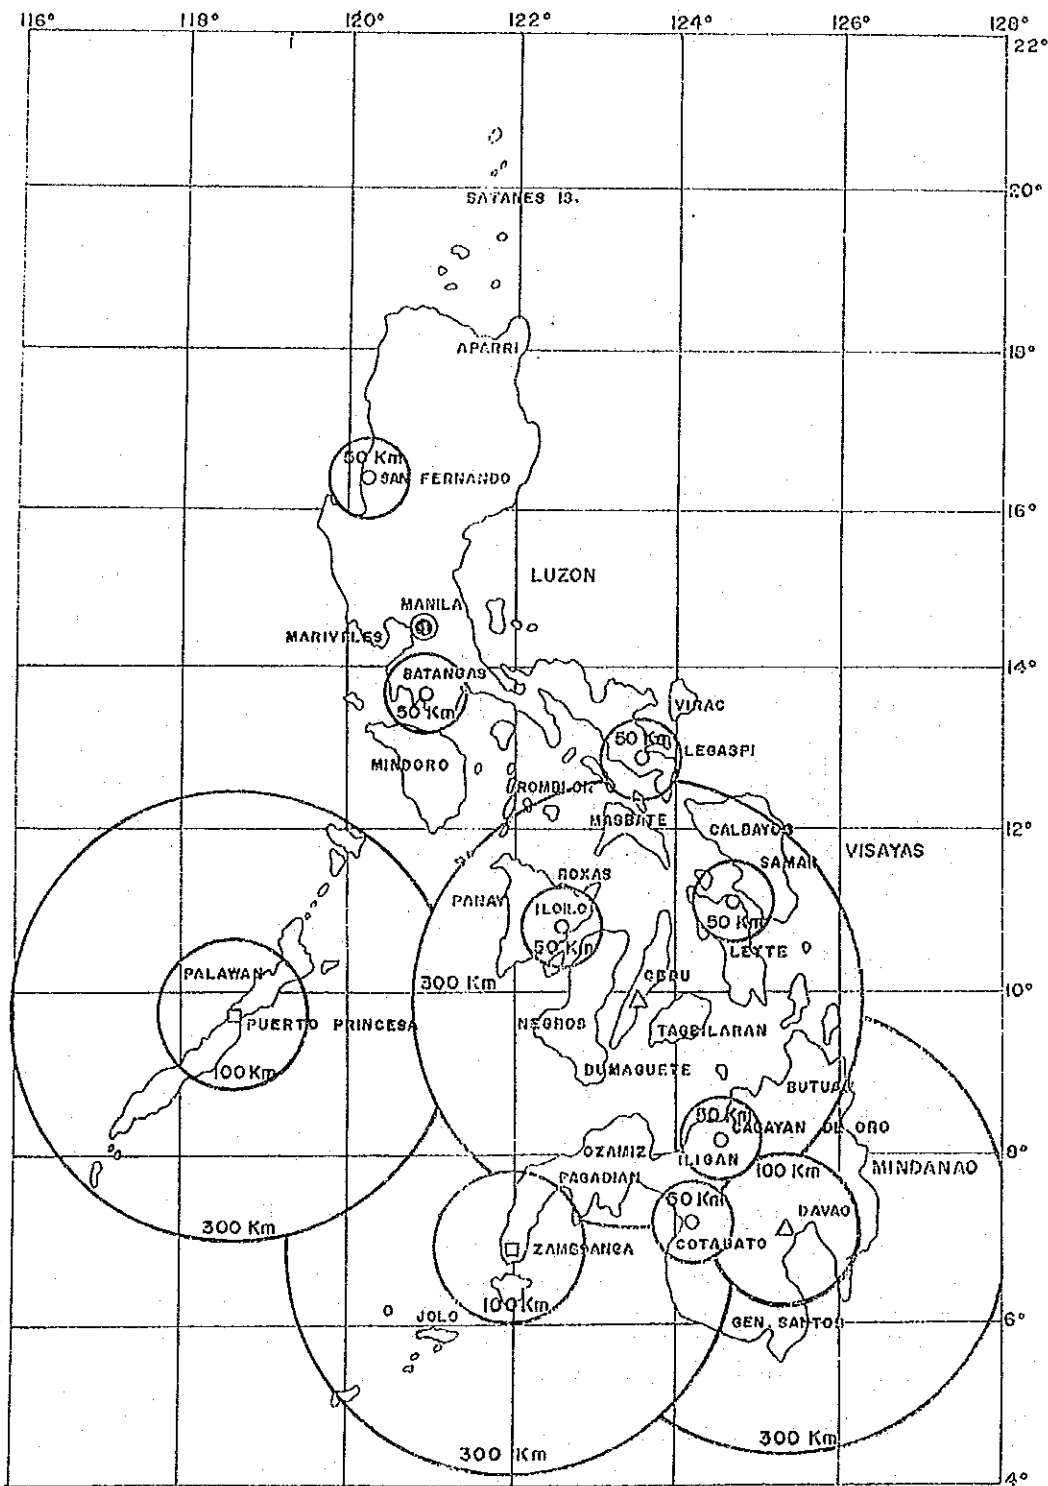 116° 118° 120° 122° 124° 126° 128°
22°
20°
BATANES IS.
18°
APARRI
50 Km
SAN FERNANDO
16°
LUZON
MANILA
MARIVELES
14°
BATANGAS
50 Km
VIRAC
50 Km
LEGASPI
MINDORO
ROMBLON
MASBATE
12°
CALBAYOG
VISAYAS
SAMAR
ROXAS
PANAY
ILOILO
50 Km
50 Km
LEYTE
CEBU
PALAWAN
300 Km
10°
PUERTO PRINCESA
NEGROS
TAGBILARAN
100 Km
DUMAGUETE
BUTUAN
50 Km
CAGAYAN DE ORO
OZAMIZ
ILIGAN
8°
100 Km
MINDANAO
PAGADIAN
50 Km
DAVAO
300 Km
COTABATO
ZAMBOANGA
100 Km
JOLO
GEN. SANTOS
6°
300 Km
300 Km
4°